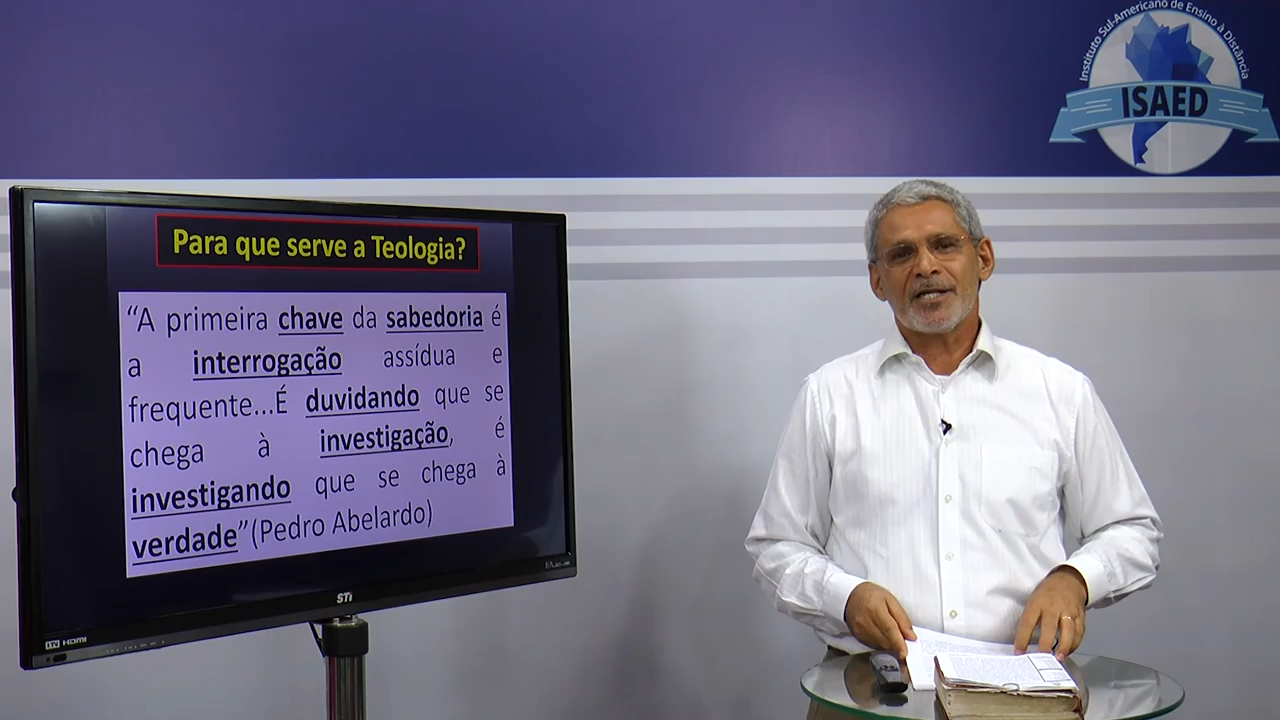 Instituto Sul-Americano de Ensino à Distância
ISAED
Para que serve a Teologia?
“A primeira chave da sabedoria é
a interrogação assídua e
frequente...É duvidando que se
chega à investigação, é
investigando que se chega à
verdade”(Pedro Abelardo)
STi
HDMI